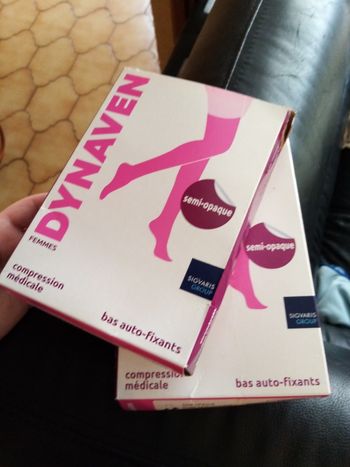 DYNAVEN
FEMMES
semi-opaque
compression
médicale
SIGVARIS
GROUP
bas auto-fixants
semi-opaque
SIGVARIS
GROUP
compression
médicale
bas auto-fixants